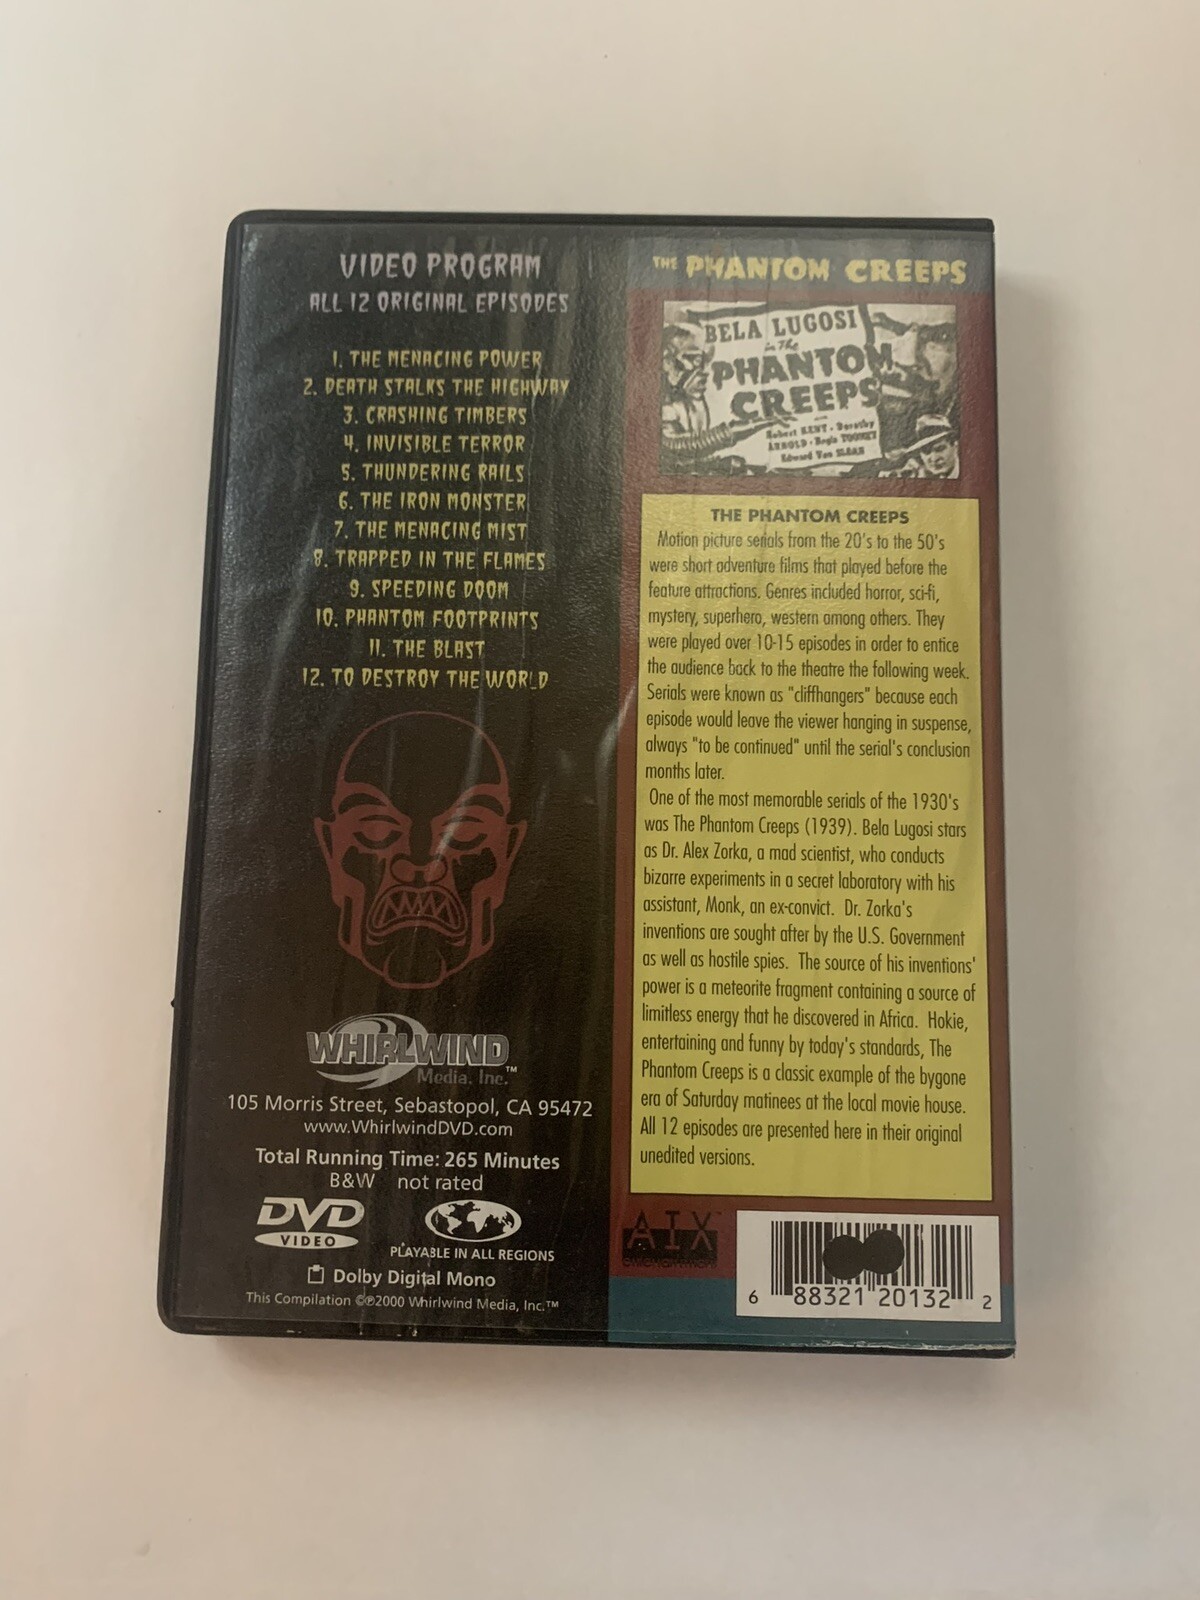 VIDEO PROGRAM
ALL 12 ORIGINAL EPISODES
1. THE MENACING POWER
2. DEATH STALKS THE HIGHWAY
3. CRASHING TIMBERS
4. INVISIBLE TERROR
5. THUNDERING RAILS
6. THE IRON MONSTER
7. THE MENACING MIST
8. TRAPPED IN THE FLAMES
9. SPEEDING DOOM
10. PHANTOM FOOTPRINTS
11. THE BLAST
12. TO DESTROY THE WORLD
WHIRLWIND
Media, Inc.™
105 Morris Street, Sebastopol, CA 95472
www.WhirlwindDVD.com
Total Running Time: 265 Minutes
B&W not rated
DVD
VIDEO
PLAYABLE IN ALL REGIONS
Dolby Digital Mono
This Compilation ©℗2000 Whirlwind Media, Inc.™
THE PHANTOM CREEPS
BELA LUGOSI
in The
PHANTOM
CREEPS
with
Robert KENT - Dorothy
ARNOLD - Regis TOOMEY
Edward Van SLOAN
THE PHANTOM CREEPS
Motion picture serials from the 20's to the 50's
were short adventure films that played before the
feature attractions. Genres included horror, sci-fi,
mystery, superhero, western among others. They
were played over 10-15 episodes in order to entice
the audience back to the theatre the following week.
Serials were known as "cliffhangers" because each
episode would leave the viewer hanging in suspense,
always "to be continued" until the serial's conclusion
months later.
One of the most memorable serials of the 1930's
was The Phantom Creeps (1939). Bela Lugosi stars
as Dr. Alex Zorka, a mad scientist, who conducts
bizarre experiments in a secret laboratory with his
assistant, Monk, an ex-convict. Dr. Zorka's
inventions are sought after by the U.S. Government
as well as hostile spies. The source of his inventions'
power is a meteorite fragment containing a source of
limitless energy that he discovered in Africa. Hokie,
entertaining and funny by today's standards, The
Phantom Creeps is a classic example of the bygone
era of Saturday matinees at the local movie house.
All 12 episodes are presented here in their original
unedited versions.
AIX™
entertainment
6 88321 20132 2